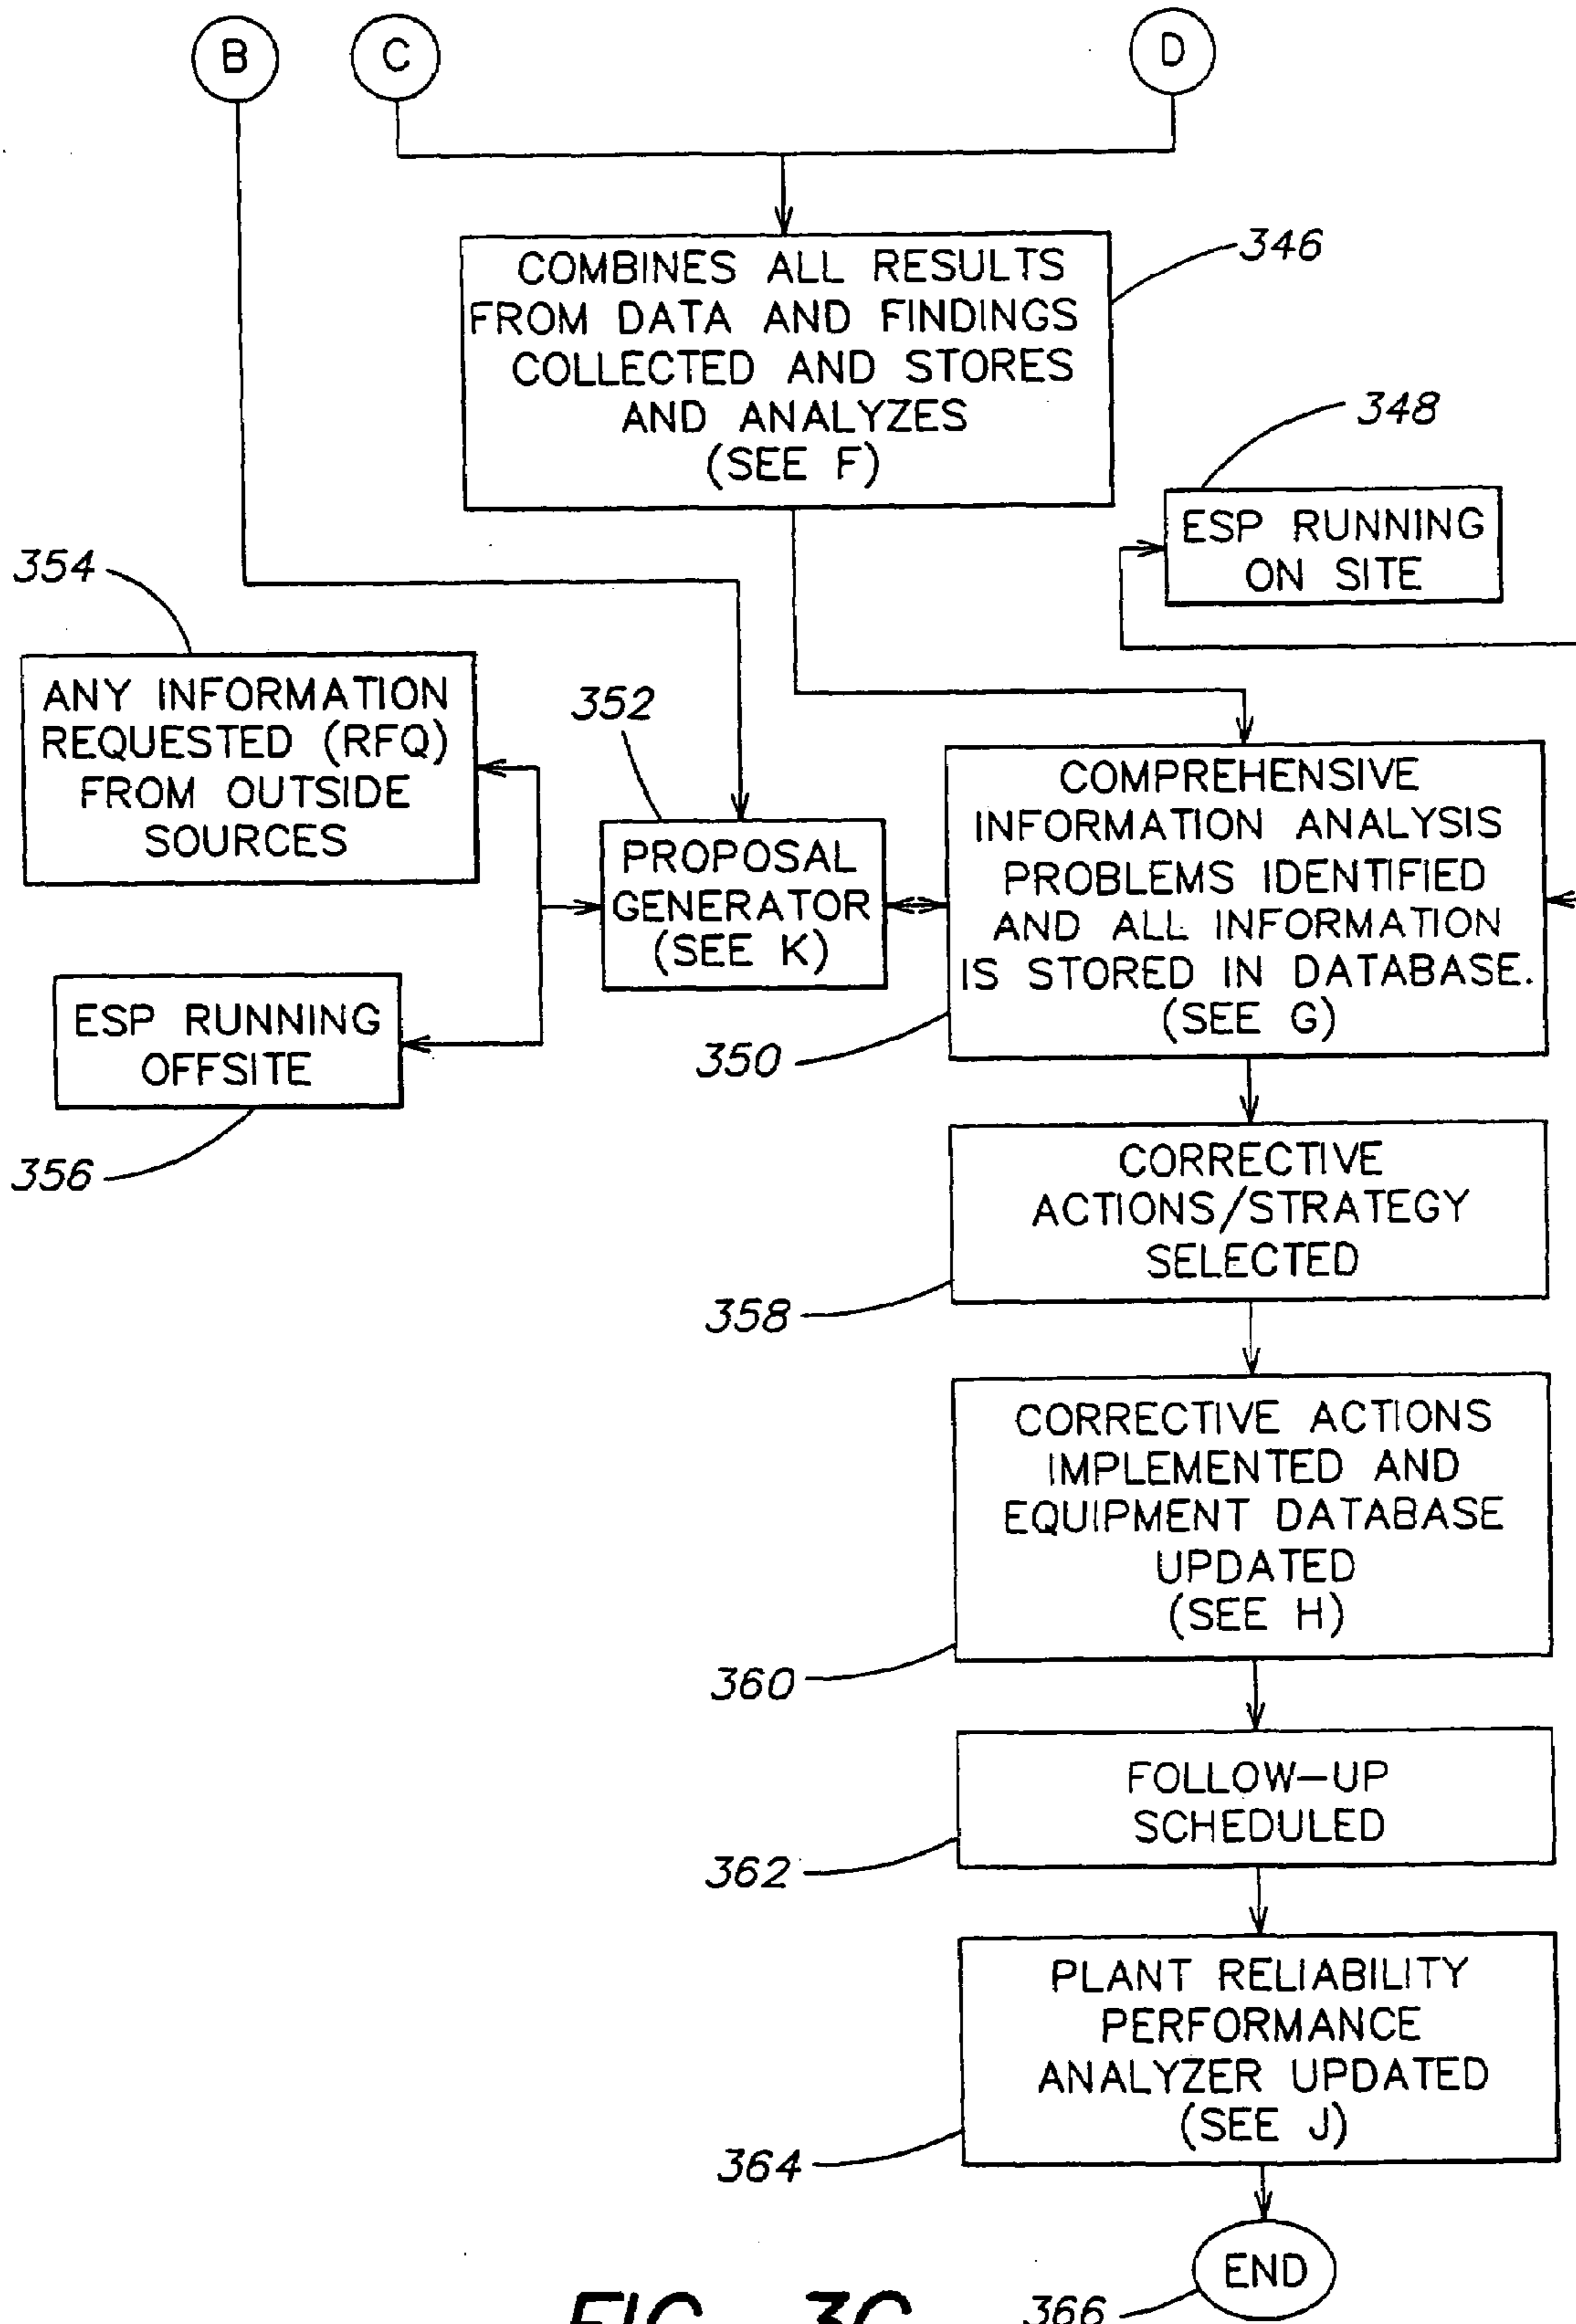 B
C
D
COMBINES ALL RESULTS
FROM DATA AND FINDINGS
COLLECTED AND STORES
AND ANALYZES
(SEE F)
346
348
ESP RUNNING
ON SITE
354
ANY INFORMATION
REQUESTED (RFQ)
FROM OUTSIDE
SOURCES
352
PROPOSAL
GENERATOR
(SEE K)
COMPREHENSIVE
INFORMATION ANALYSIS
PROBLEMS IDENTIFIED
AND ALL INFORMATION
IS STORED IN DATABASE.
(SEE G)
350
ESP RUNNING
OFFSITE
356
CORRECTIVE
ACTIONS/STRATEGY
SELECTED
358
CORRECTIVE ACTIONS
IMPLEMENTED AND
EQUIPMENT DATABASE
UPDATED
(SEE H)
360
FOLLOW-UP
SCHEDULED
362
PLANT RELIABILITY
PERFORMANCE
ANALYZER UPDATED
(SEE J)
364
END
366
FIG. 3C